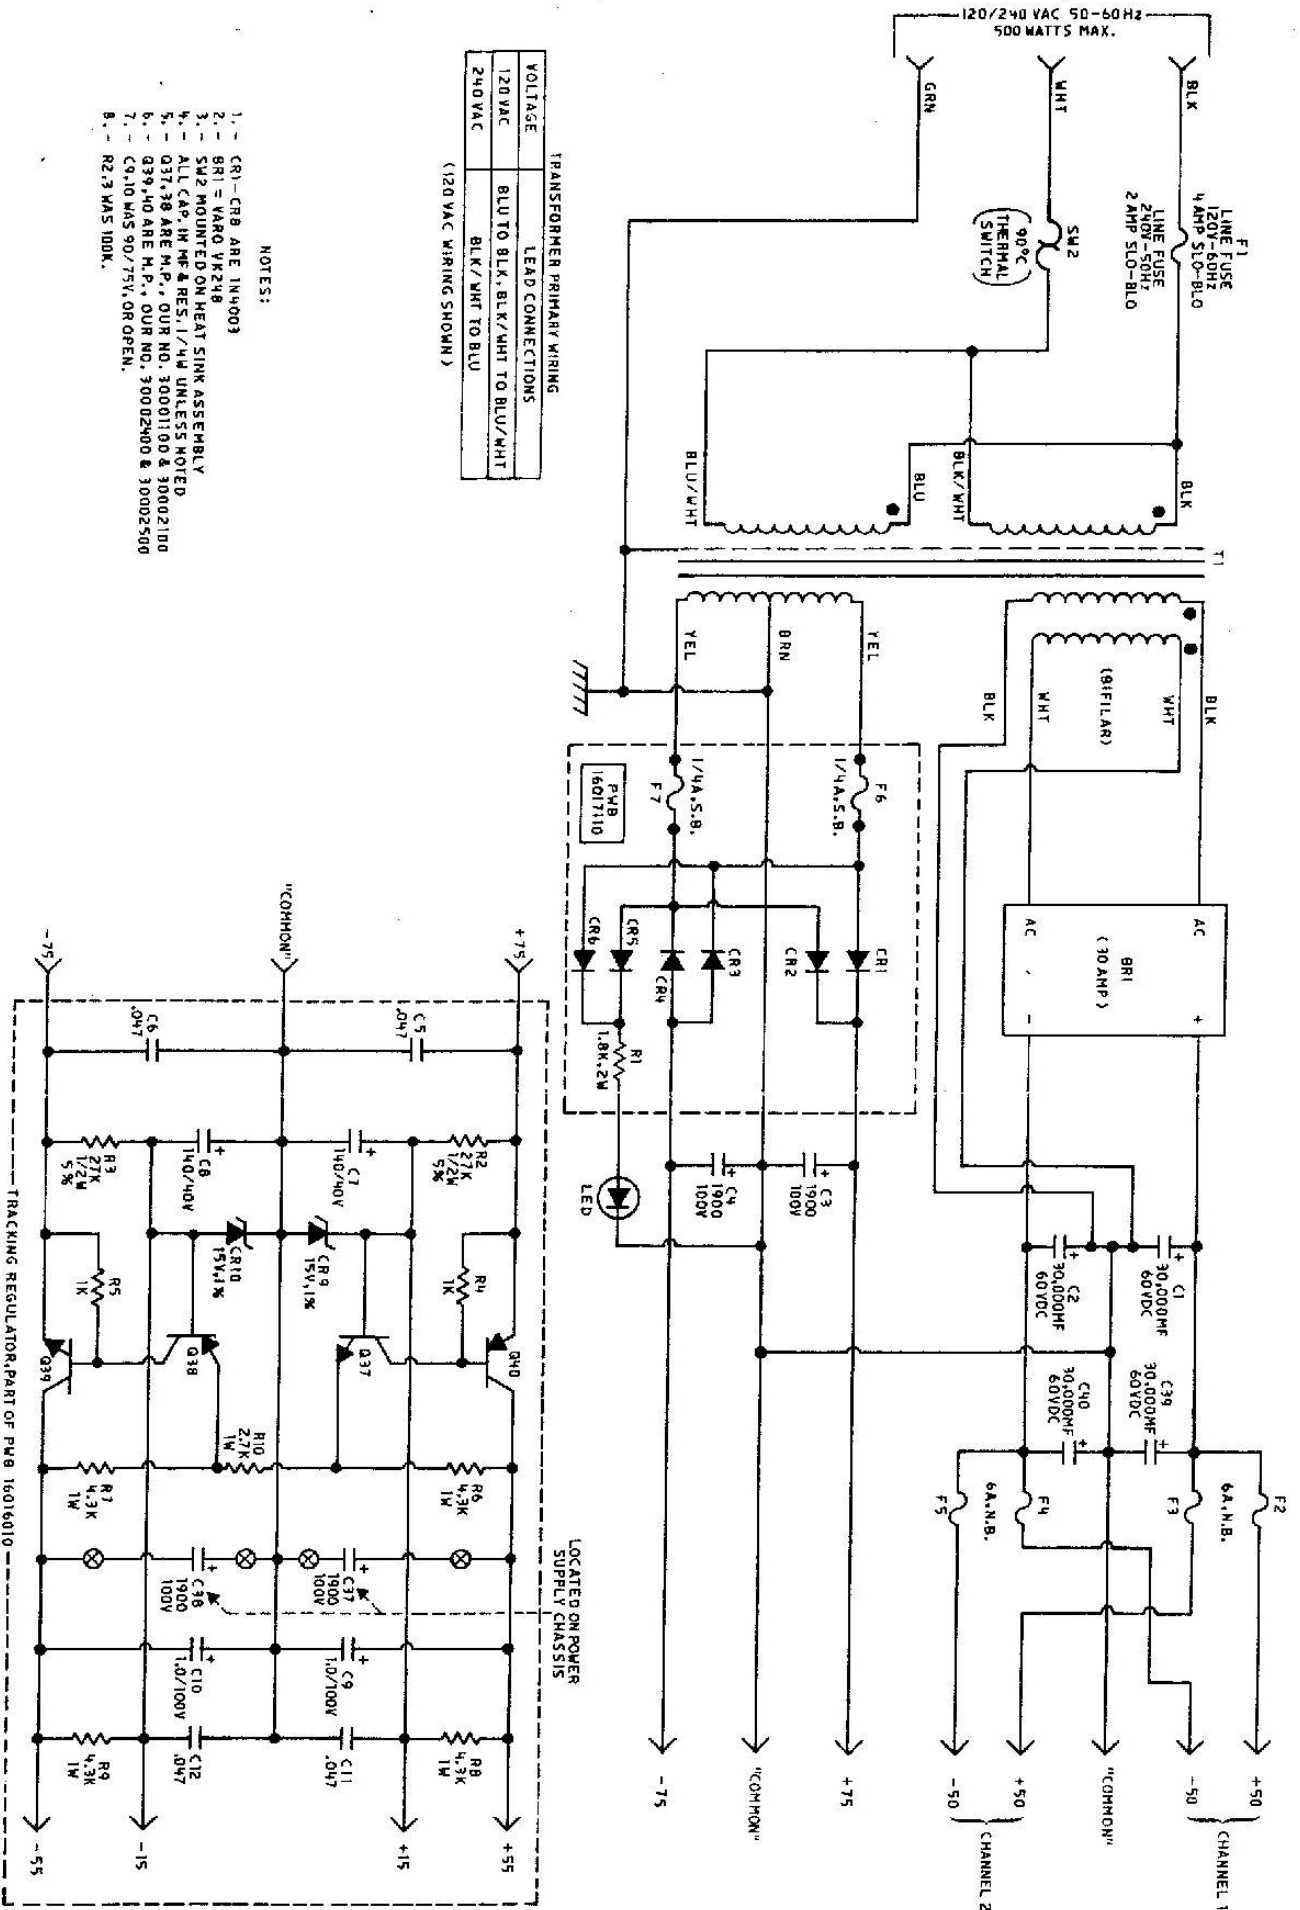 120/240 VAC 50-60Hz
500 WATTS MAX.
BLK
WHT
GRN
F1
LINE FUSE
120V-60Hz
4 AMP SLO-BLO
LINE FUSE
240V-50Hz
2 AMP SLO-BLO
SW2
90°C
THERMAL
SWITCH
BLK
BLK/WHT
BLU
BLU/WHT
T1
TRANSFORMER PRIMARY WIRING
VOLTAGE
LEAD CONNECTIONS
120 VAC
BLU TO BLK, BLK/WHT TO BLU/WHT
240 VAC
BLK/WHT TO BLU
(120 VAC WIRING SHOWN)
NOTES:
1.- CR1-CR8 ARE 1N4003
2.- BR1 = VARO VK248
3.- SW2 MOUNTED ON HEAT SINK ASSEMBLY
4.- ALL CAP. IN MF & RES. 1/4W UNLESS NOTED
5.- Q37,38 ARE M.P., OUR NO. 30001100 & 30002100
6.- Q39,40 ARE M.P., OUR NO. 30002400 & 30002500
7.- C9,10 WAS 90/75V, OR OPEN.
8.- R2,3 WAS 100K.
BLK
WHT
(BIFILAR)
WHT
BLK
AC
+
BR1
(30 AMP)
AC
-
C1
30,000MF
60VDC
C2
30,000MF
60VDC
C39
30,000MF
60VDC
C40
30,000MF
60VDC
F2
6A.N.B.
F3
F4
6A.N.B.
F5
+50
-50
CHANNEL 1
"COMMON"
+50
-50
CHANNEL 2
YEL
BRN
YEL
F6
1/4A.S.B.
1/4A.S.B.
F7
PWB
16017110
CR1
CR2
CR3
CR4
CR5
CR6
R1
1.8K,2W
LED
C3
1900
100V
C4
1900
100V
+75
"COMMON"
-75
+75
"COMMON"
-75
C5
.047
C6
.047
R2
27K
1/2W
5%
C7
140/40V
C8
140/40V
R3
27K
1/2W
5%
R4
1K
CR9
15V,1%
CR10
15V,1%
R5
1K
Q40
Q37
Q38
Q39
R6
4.3K
1W
R10
2.7K
1W
R7
4.3K
1W
LOCATED ON POWER
SUPPLY CHASSIS
C37
1900
100V
C38
1900
100V
C9
1.0/100V
C10
1.0/100V
R8
4.3K
1W
C11
.047
C12
.047
R9
4.3K
1W
+55
+15
-15
-55
TRACKING REGULATOR, PART OF PWB 16016010